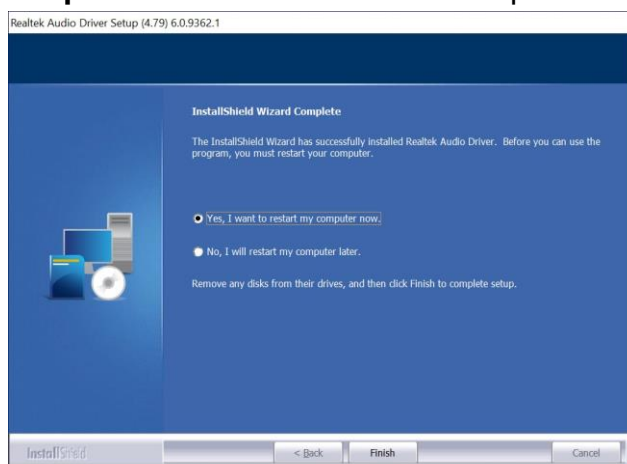 Realtek Audio Driver Setup (4.79) 6.0.9362.1
InstallShield Wizard Complete
The InstallShield Wizard has successfully installed Realtek Audio Driver. Before you can use the
program, you must restart your computer.
Yes, I want to restart my computer now.
No, I will restart my computer later.
Remove any disks from their drives, and then click Finish to complete setup.
InstallShield
< Back
Finish
Cancel